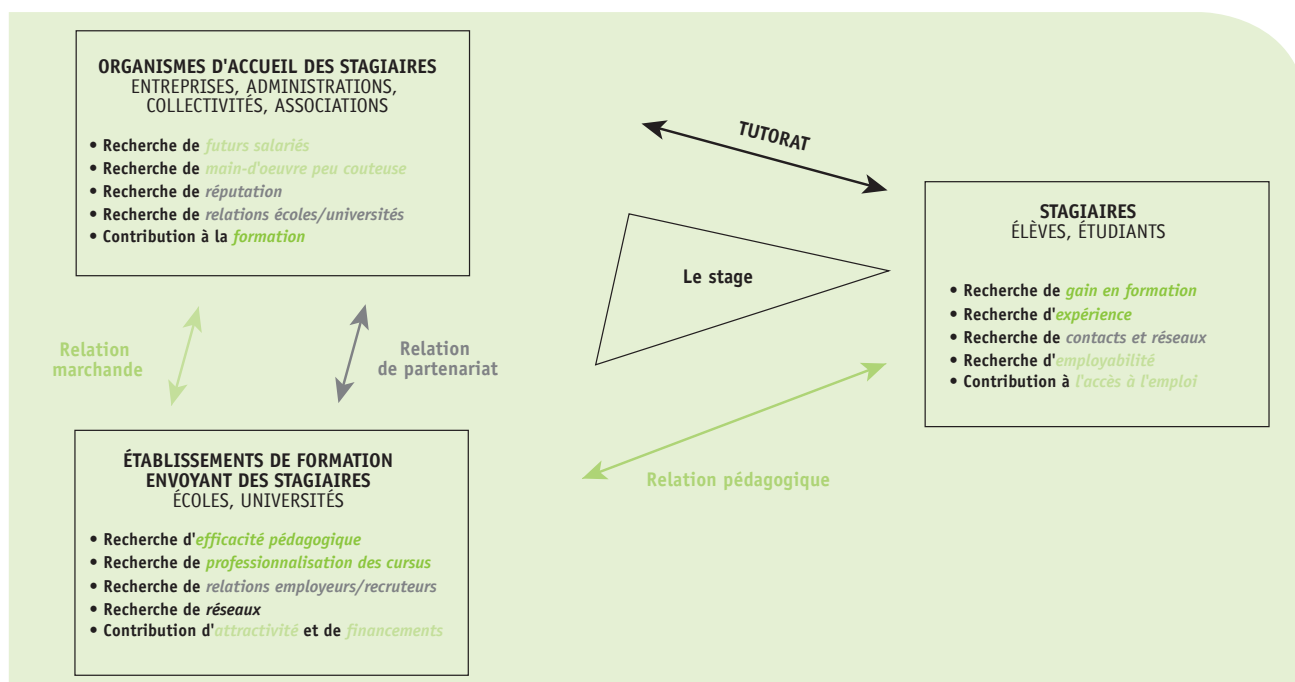 ORGANISMES D'ACCUEIL DES STAGIAIRES
ENTREPRISES, ADMINISTRATIONS,
COLLECTIVITÉS, ASSOCIATIONS
• Recherche de futurs salariés
• Recherche de main-d'oeuvre peu couteuse
• Recherche de réputation
• Recherche de relations écoles/universités
• Contribution à la formation
TUTORAT
STAGIAIRES
ÉLÈVES, ÉTUDIANTS
• Recherche de gain en formation
• Recherche d'expérience
• Recherche de contacts et réseaux
• Recherche d'employabilité
• Contribution à l'accès à l'emploi
Le stage
Relation
marchande
Relation
de partenariat
Relation pédagogique
ÉTABLISSEMENTS DE FORMATION
ENVOYANT DES STAGIAIRES
ÉCOLES, UNIVERSITÉS
• Recherche d'efficacité pédagogique
• Recherche de professionnalisation des cursus
• Recherche de relations employeurs/recruteurs
• Recherche de réseaux
• Contribution d'attractivité et de financements